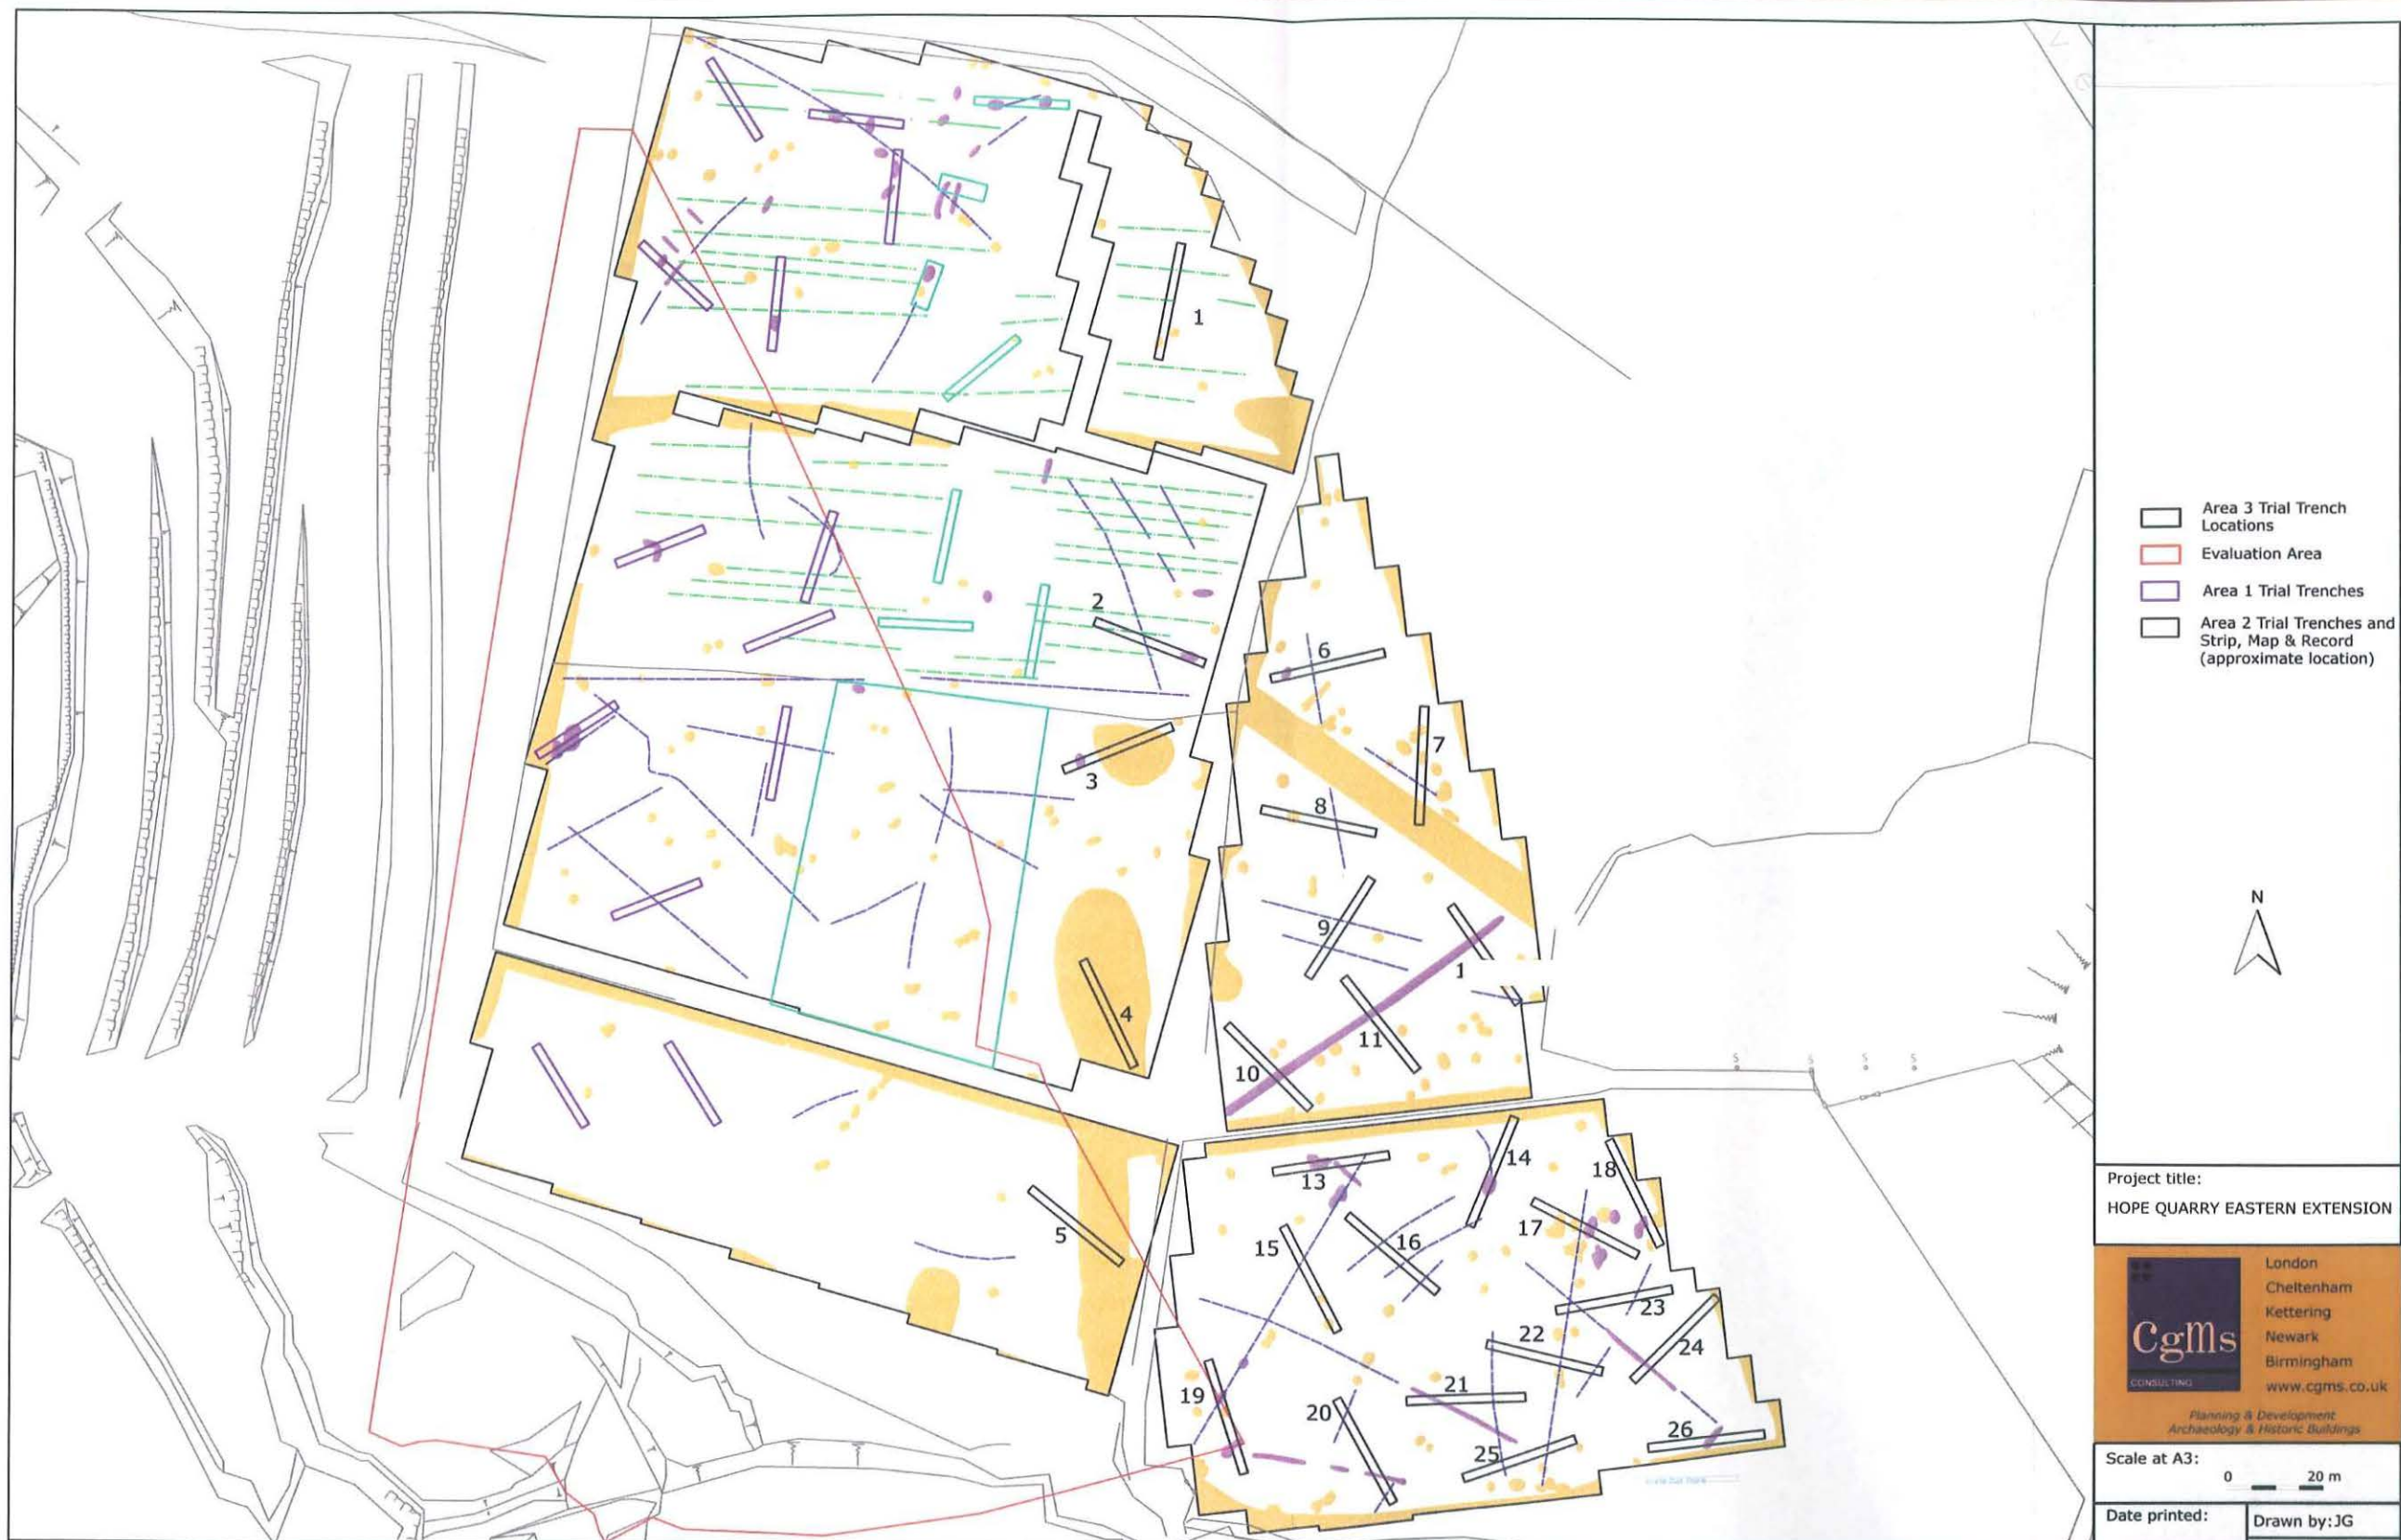 1
2
3
4
5
6
7
8
9
1
10
11
13
14
15
16
17
18
19
20
21
22
23
24
25
26
S
S
S
S
Area 3 Trial Trench
Locations
Evaluation Area
Area 1 Trial Trenches
Area 2 Trial Trenches and
Strip, Map & Record
(approximate location)
N
Project title:
HOPE QUARRY EASTERN EXTENSION
CgMs
CONSULTING
London
Cheltenham
Kettering
Newark
Birmingham
www.cgms.co.uk
Planning & Development
Archaeology & Historic Buildings
Scale at A3:
0 20 m
Date printed:
Drawn by:JG